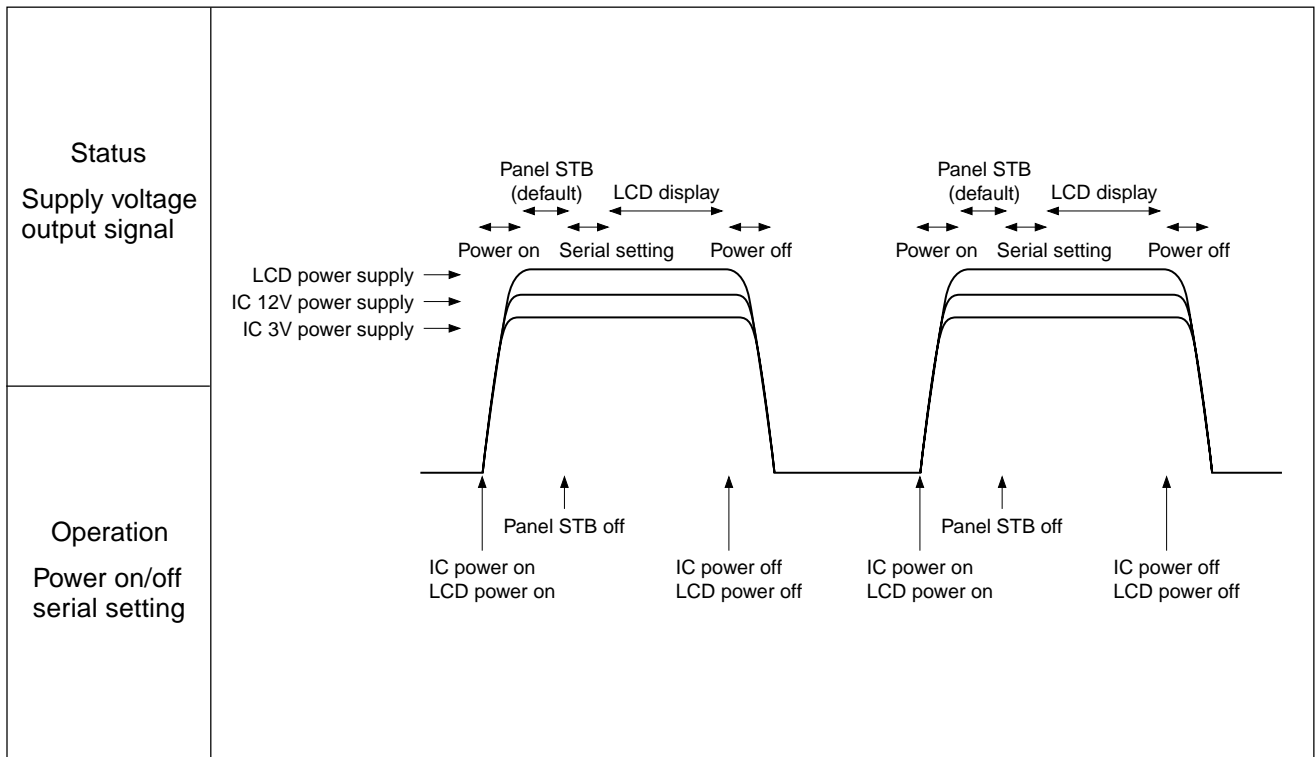 Status
Supply voltage
output signal
Operation
Power on/off
serial setting
Panel STB
(default)
LCD display
Power on
Serial setting
Power off
LCD power supply
IC 12V power supply
IC 3V power supply
Panel STB off
IC power on
LCD power on
IC power off
LCD power off
Panel STB
(default)
LCD display
Power on
Serial setting
Power off
Panel STB off
IC power on
LCD power on
IC power off
LCD power off